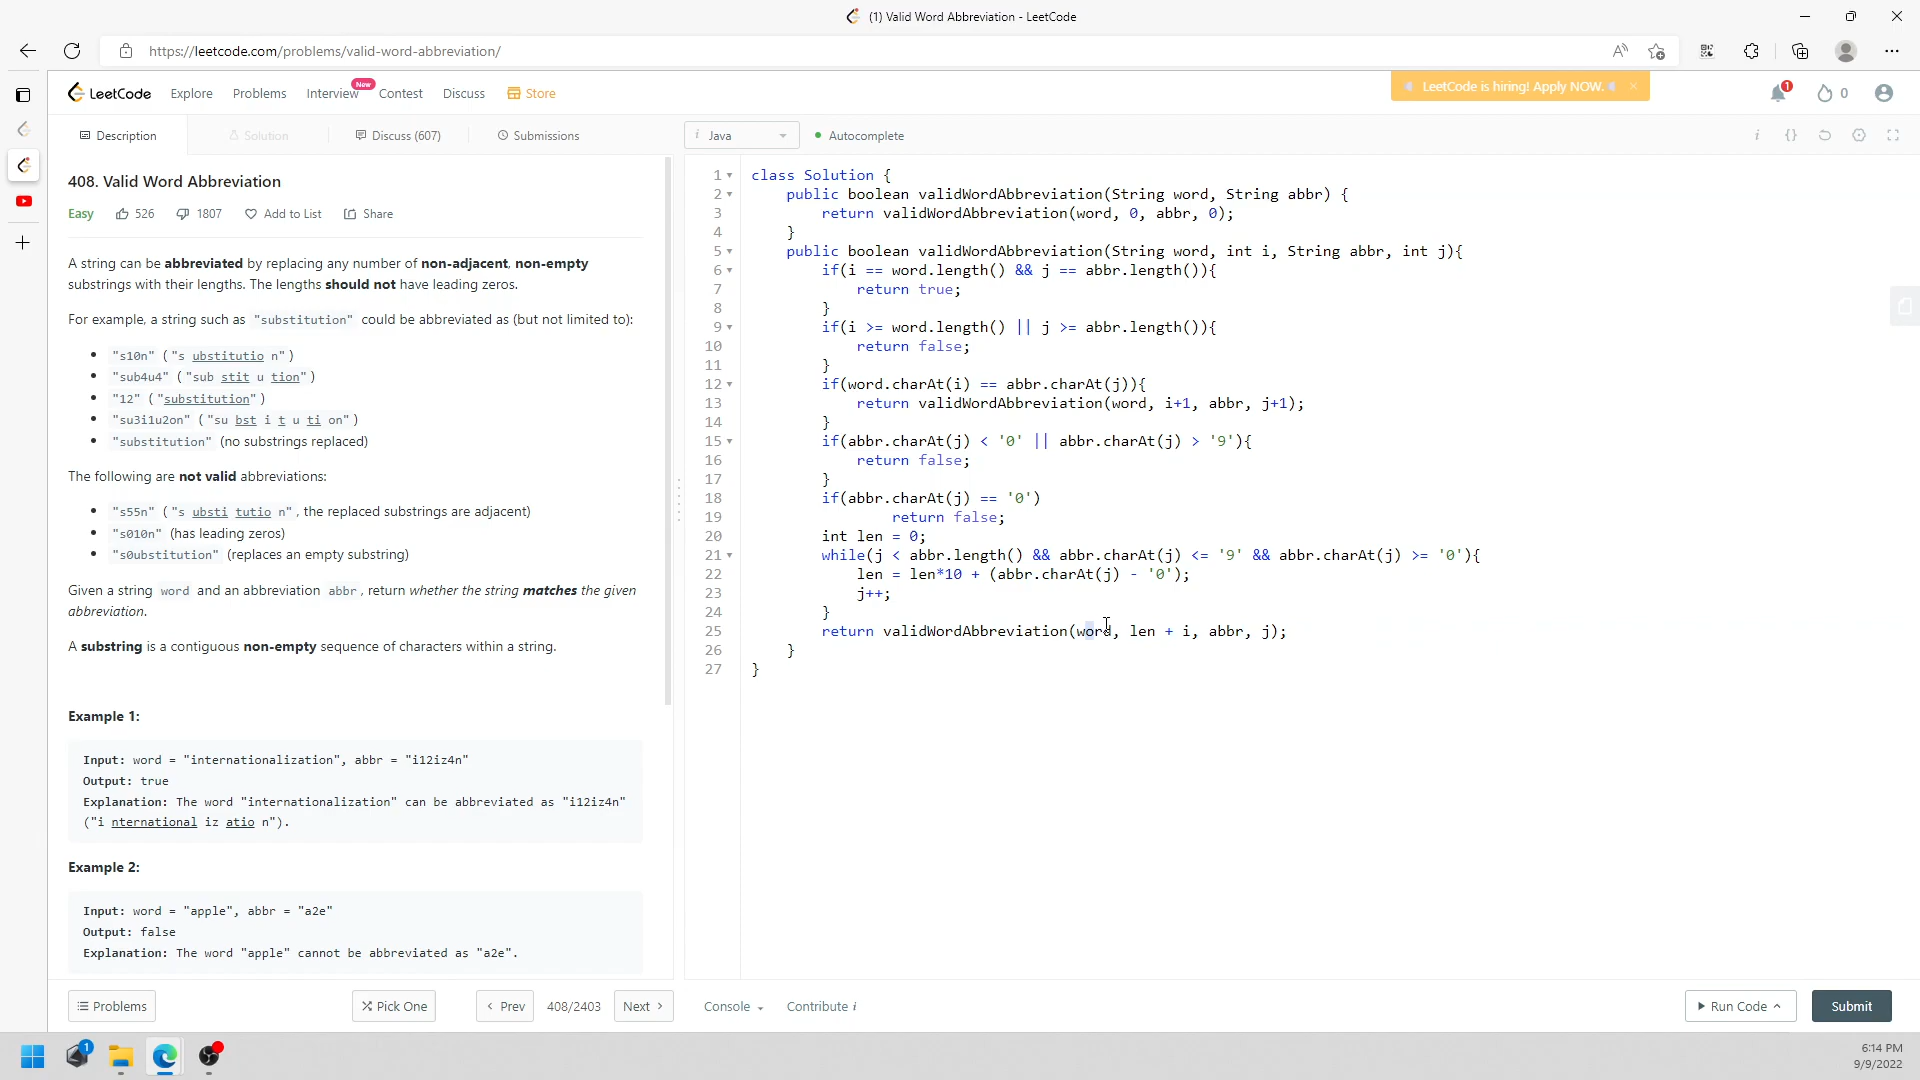 (1) Valid Word Abbreviation - LeetCode
https://leetcode.com/problems/valid-word-abbreviation/
LeetCode Explore Problems Interview New Contest Discuss Store
LeetCode is hiring! Apply NOW.
1
0
Description Solution Discuss (607) Submissions
i Java Autocomplete
408. Valid Word Abbreviation
Easy 526 1807 Add to List Share
A string can be abbreviated by replacing any number of non-adjacent, non-empty
substrings with their lengths. The lengths should not have leading zeros.
For example, a string such as "substitution" could be abbreviated as (but not limited to):
"s10n" ("s ubstitutio n")
"sub4u4" ("sub stit u tion")
"12" ("substitution")
"su3i1u2on" ("su bst i t u ti on")
"substitution" (no substrings replaced)
The following are not valid abbreviations:
"s55n" ("s ubsti tutio n", the replaced substrings are adjacent)
"s010n" (has leading zeros)
"s0ubstitution" (replaces an empty substring)
Given a string word and an abbreviation abbr, return whether the string matches the given
abbreviation.
A substring is a contiguous non-empty sequence of characters within a string.
Example 1:
Input: word = "internationalization", abbr = "i12iz4n"
Output: true
Explanation: The word "internationalization" can be abbreviated as "i12iz4n"
("i nternational iz atio n").
Example 2:
Input: word = "apple", abbr = "a2e"
Output: false
Explanation: The word "apple" cannot be abbreviated as "a2e".
1 class Solution {
2 public boolean validWordAbbreviation(String word, String abbr) {
3 return validWordAbbreviation(word, 0, abbr, 0);
4 }
5 public boolean validWordAbbreviation(String word, int i, String abbr, int j){
6 if(i == word.length() && j == abbr.length()){
7 return true;
8 }
9 if(i >= word.length() || j >= abbr.length()){
10 return false;
11 }
12 if(word.charAt(i) == abbr.charAt(j)){
13 return validWordAbbreviation(word, i+1, abbr, j+1);
14 }
15 if(abbr.charAt(j) < '0' || abbr.charAt(j) > '9'){
16 return false;
17 }
18 if(abbr.charAt(j) == '0')
19 return false;
20 int len = 0;
21 while(j < abbr.length() && abbr.charAt(j) <= '9' && abbr.charAt(j) >= '0'){
22 len = len*10 + (abbr.charAt(j) - '0');
23 j++;
24 }
25 return validWordAbbreviation(word, len + i, abbr, j);
26 }
27 }
Problems Pick One Prev 408/2403 Next Console Contribute i Run Code Submit
1
6:14 PM
9/9/2022